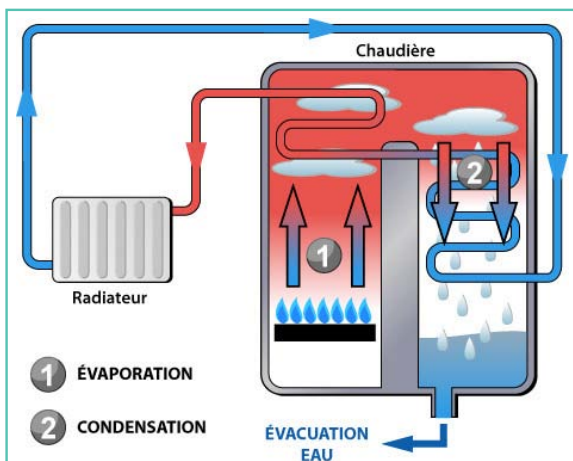 Chaudière
2
1
Radiateur
1 ÉVAPORATION
2 CONDENSATION
ÉVACUATION
EAU